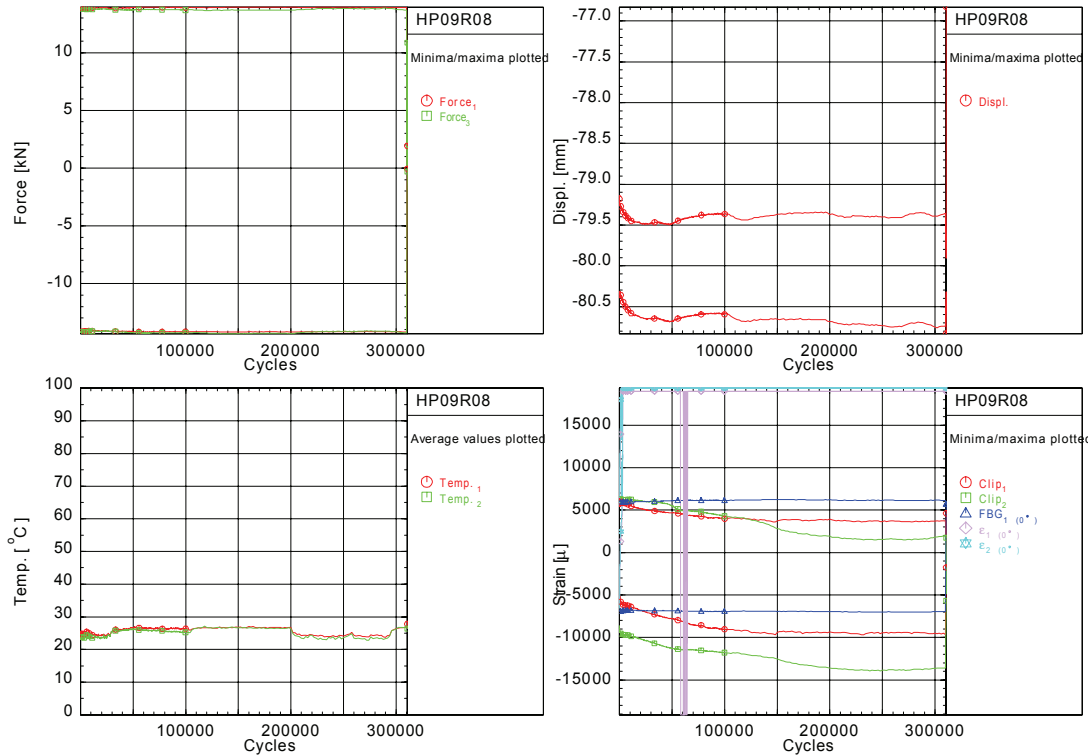 HP09R08
Minima/maxima plotted
Force1
Force3
10
5
0
-5
-10
Force [kN]
100000 200000 300000
Cycles
HP09R08
Minima/maxima plotted
Displ.
-77.0
-77.5
-78.0
-78.5
-79.0
-79.5
-80.0
-80.5
Displ. [mm]
100000 200000 300000
Cycles
HP09R08
Average values plotted
Temp. 1
Temp. 2
100
90
80
70
60
50
40
30
20
10
0
Temp. [°C]
100000 200000 300000
Cycles
HP09R08
Minima/maxima plotted
Clip1
Clip2
FBG1 (0°)
ε1 (0°)
ε2 (0°)
15000
10000
5000
0
-5000
-10000
-15000
Strain [μ]
100000 200000 300000
Cycles